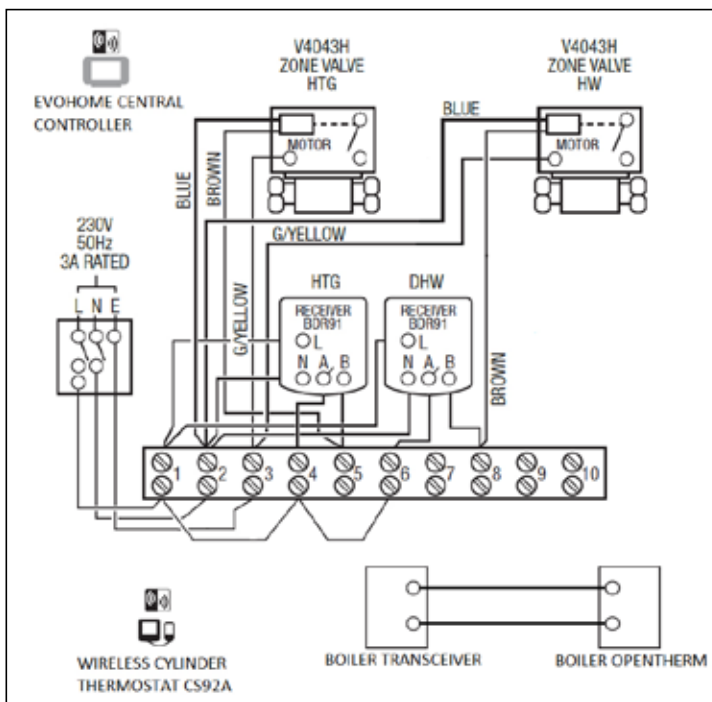 V4043H
ZONE VALVE
HTG
V4043H
ZONE VALVE
HW
EVOHOME CENTRAL
CONTROLLER
MOTOR
BLUE
MOTOR
BLUE
BROWN
G/YELLOW
230V
50Hz
3A RATED
L N E
G/YELLOW
HTG
DHW
RECEIVER
BDR91
L
N A B
RECEIVER
BDR91
L
N A B
BROWN
1 2 3 4 5 6 7 8 9 10
WIRELESS CYLINDER
THERMOSTAT CS92A
BOILER TRANSCEIVER
BOILER OPENTHERM